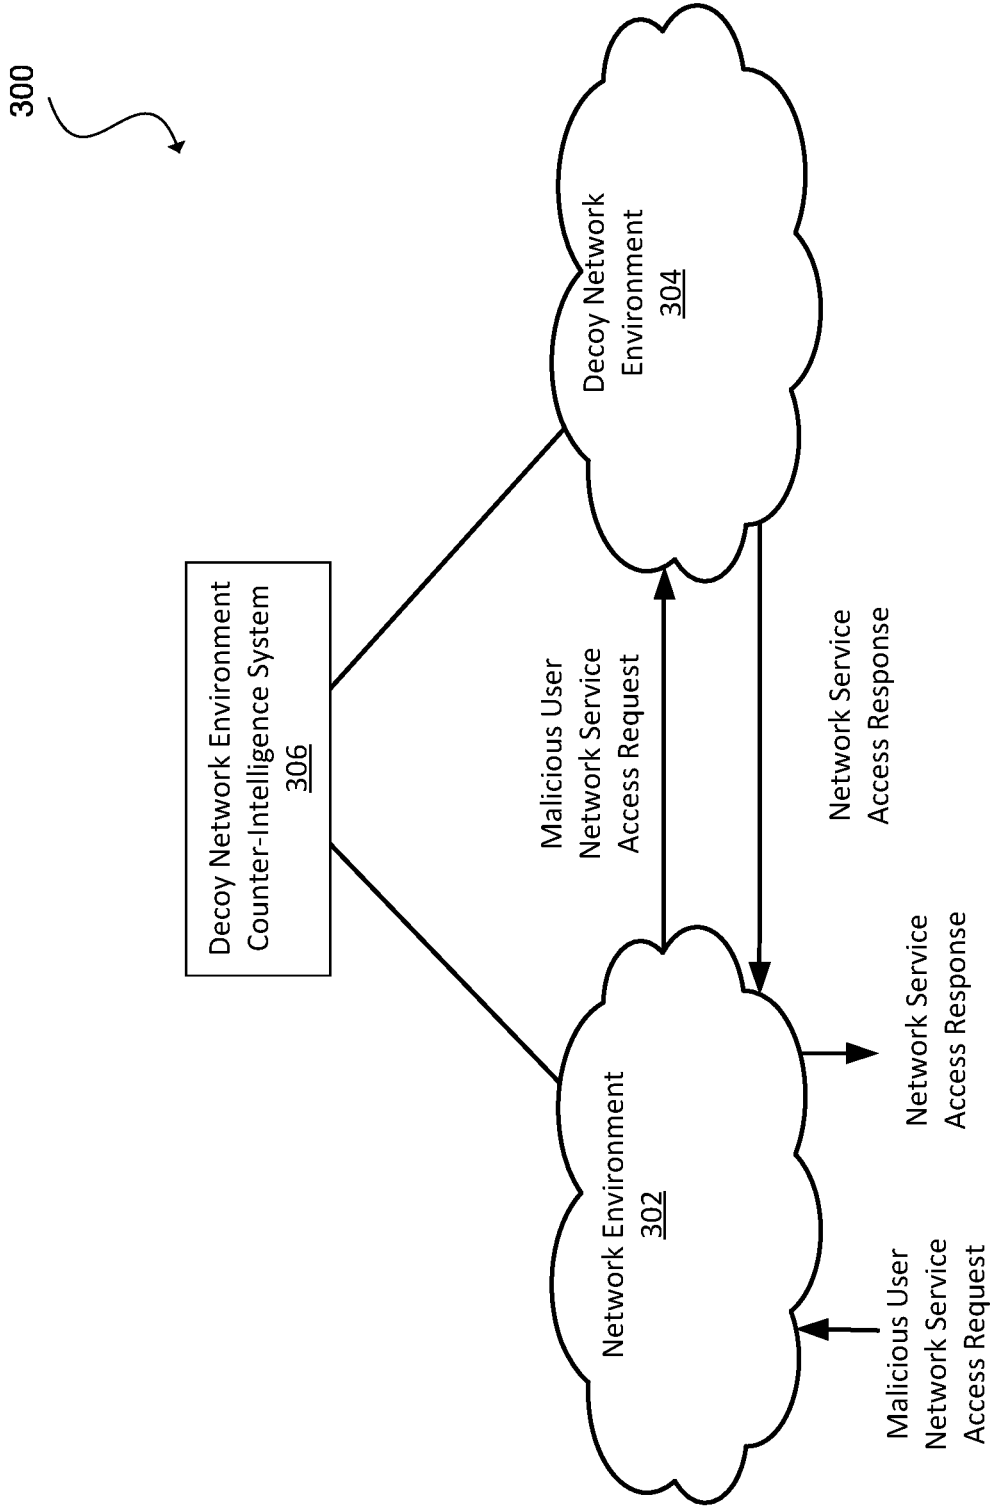 300
Decoy Network Environment
Counter-Intelligence System
306
Network Environment
302
Decoy Network
Environment
304
Malicious User
Network Service
Access Request
Network Service
Access Response
Malicious User
Network Service
Access Request
Network Service
Access Response